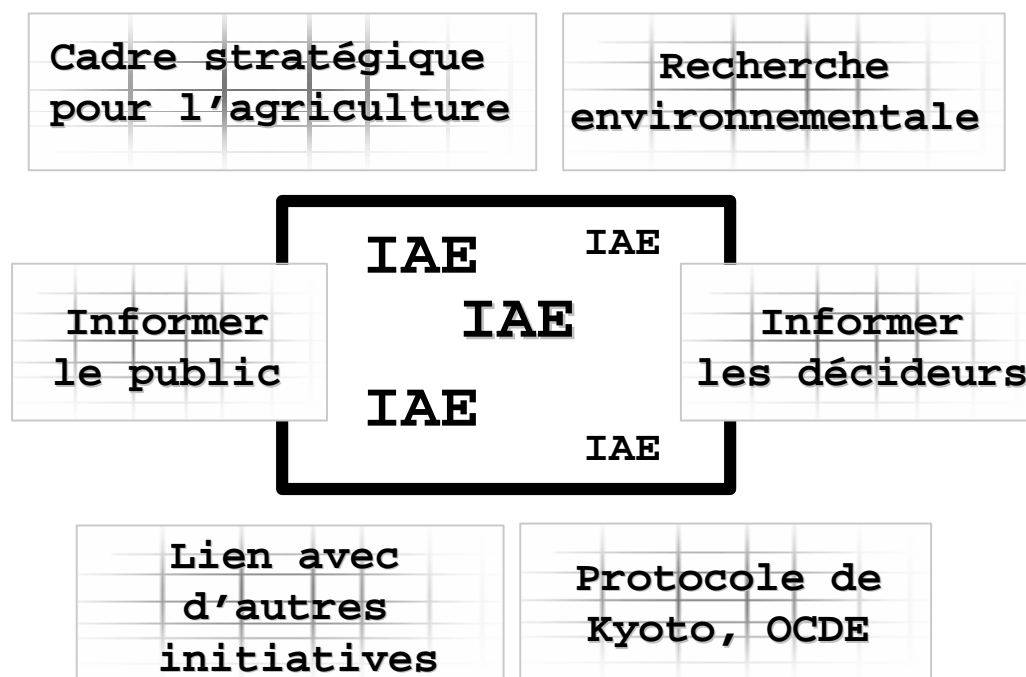 Cadre stratégique
pour l’agriculture
Recherche
environnementale
IAE
IAE
IAE
Informer
le public
Informer
les décideurs
IAE
IAE
Lien avec
d’autres
initiatives
Protocole de
Kyoto, OCDE